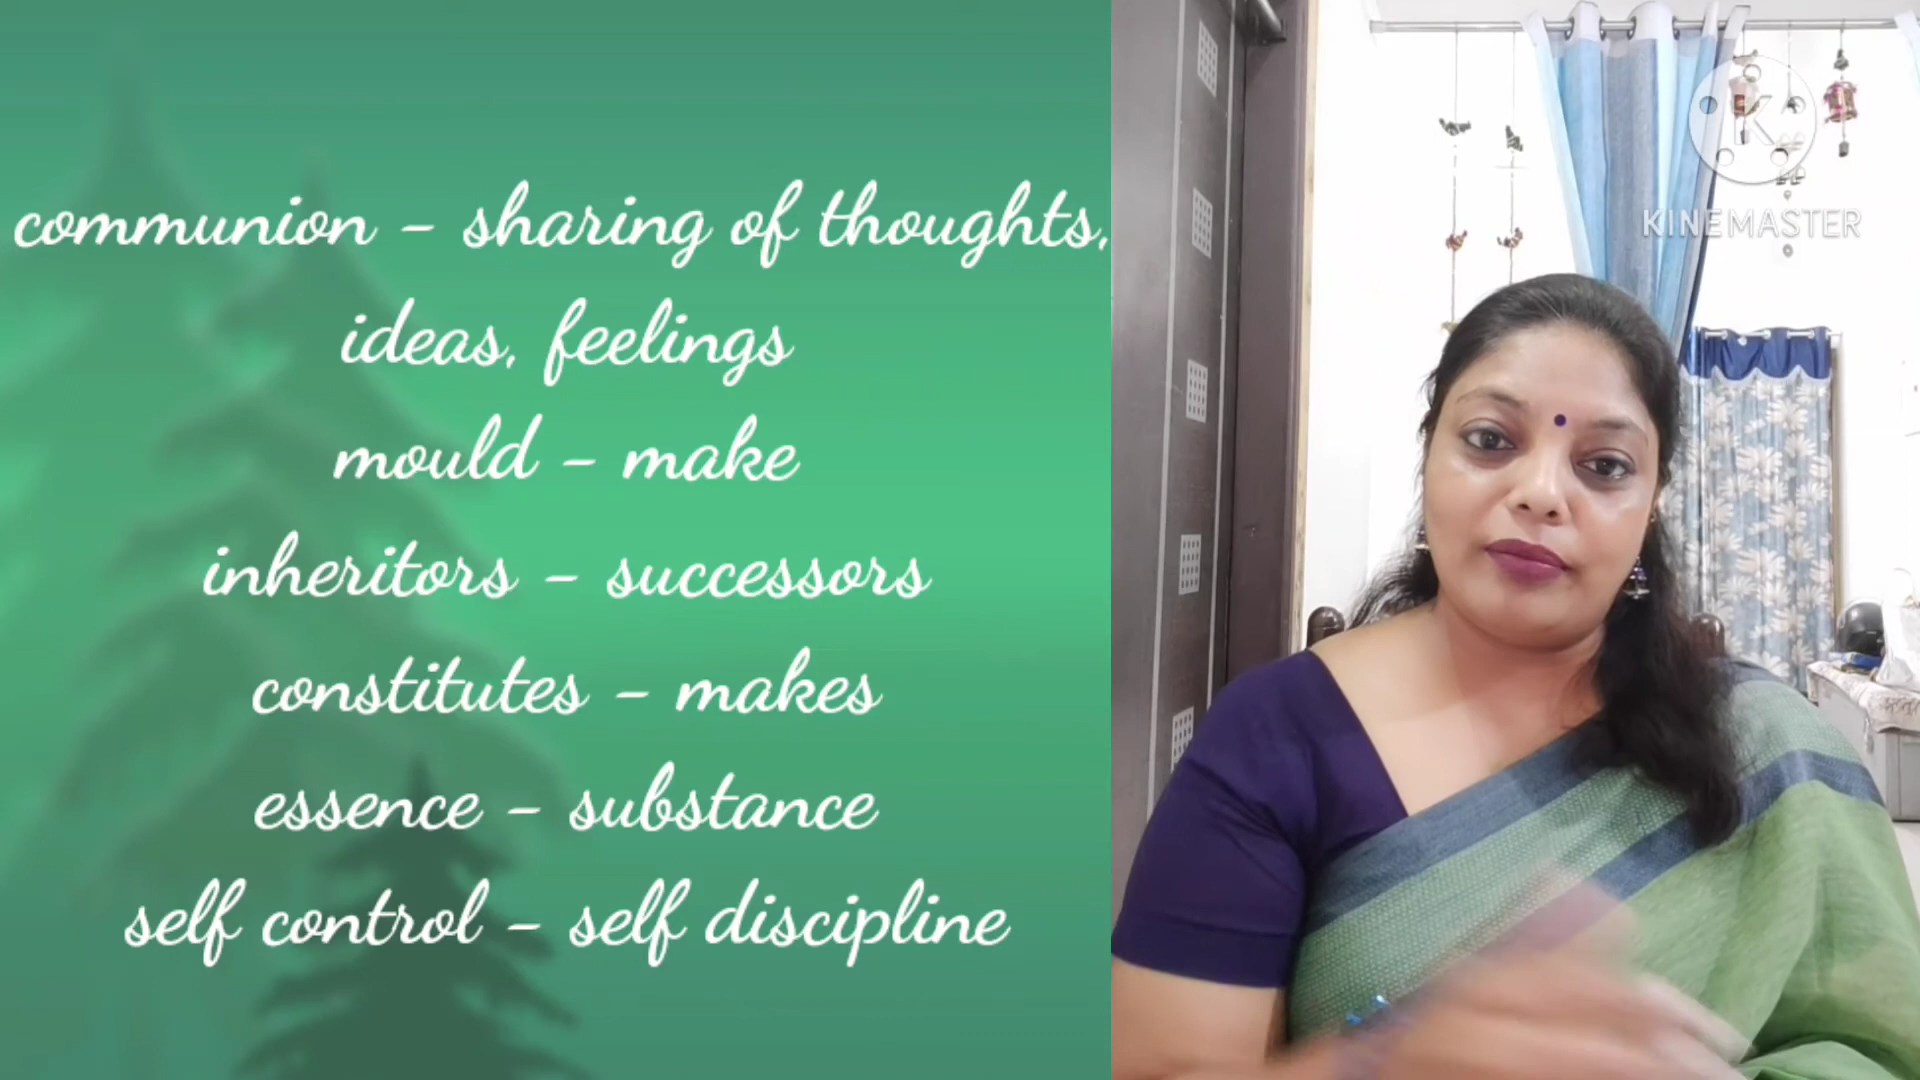 communion - sharing of thoughts,
ideas, feelings
mould - make
inheritors - successors
constitutes - makes
essence - substance
self control - self discipline
K
KINEMASTER